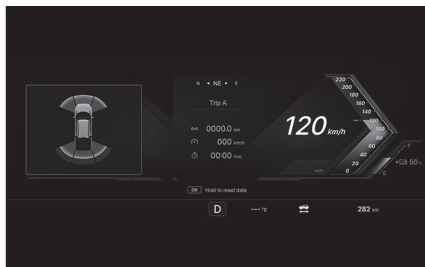 N ◂ NE ▸ E
Trip A
0000.0 km
000 km/h
00:00 h:m
OK Hold to reset data
120 km/h
220
200
180
160
140
120
100
80
60
40
20
0
km/h
F
50%
E
D
--- °C
282 km